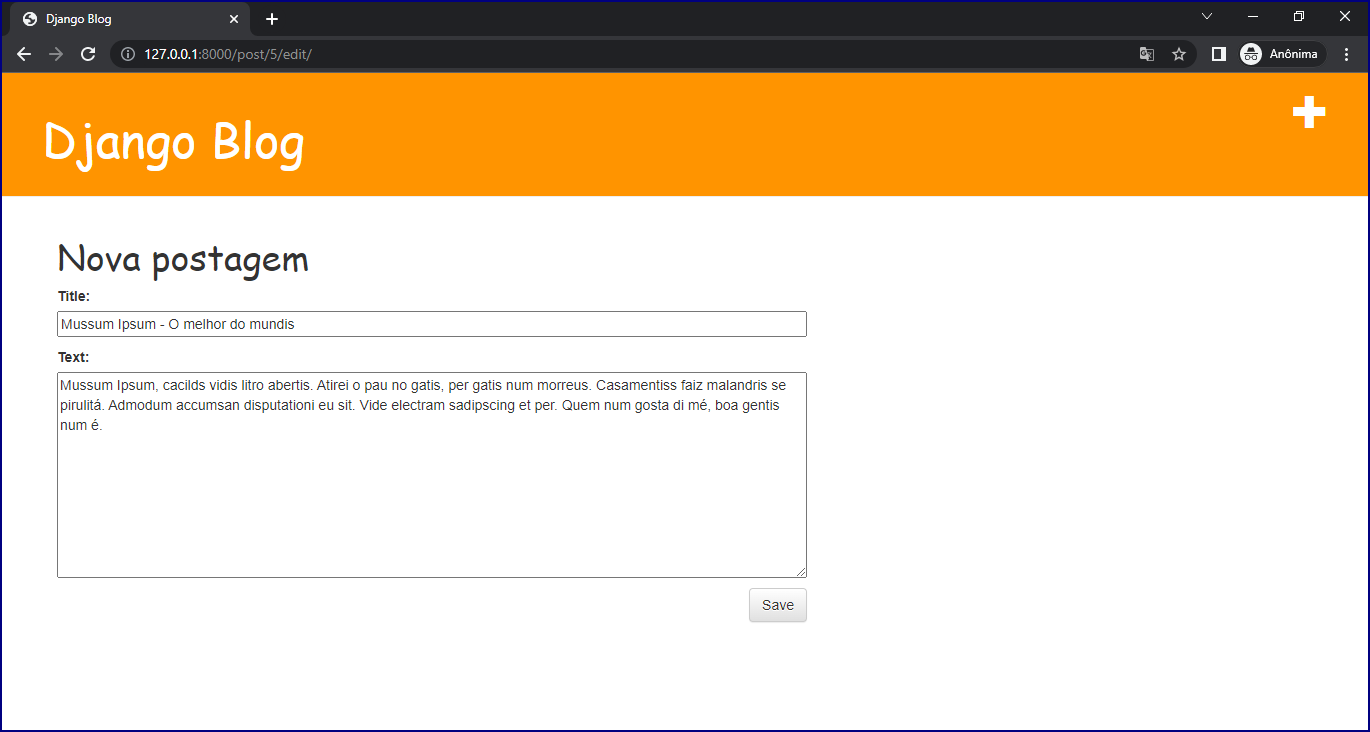 Django Blog
127.0.0.1:8000/post/5/edit/
Anônima
Django Blog
Nova postagem
Title:
Mussum Ipsum - O melhor do mundis
Text:
Mussum Ipsum, cacilds vidis litro abertis. Atirei o pau no gatis, per gatis num morreus. Casamentiss faiz malandris se
pirulitá. Admodum accumsan disputationi eu sit. Vide electram sadipscing et per. Quem num gosta di mé, boa gentis
num é.
Save